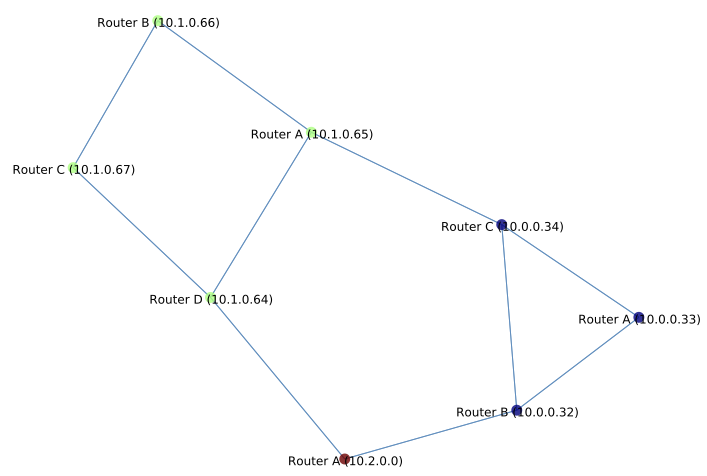 Router B (10.1.0.66)
Router A (10.1.0.65)
Router C (10.1.0.67)
Router C (10.0.0.34)
Router D (10.1.0.64)
Router A (10.0.0.33)
Router B (10.0.0.32)
Router A (10.2.0.0)